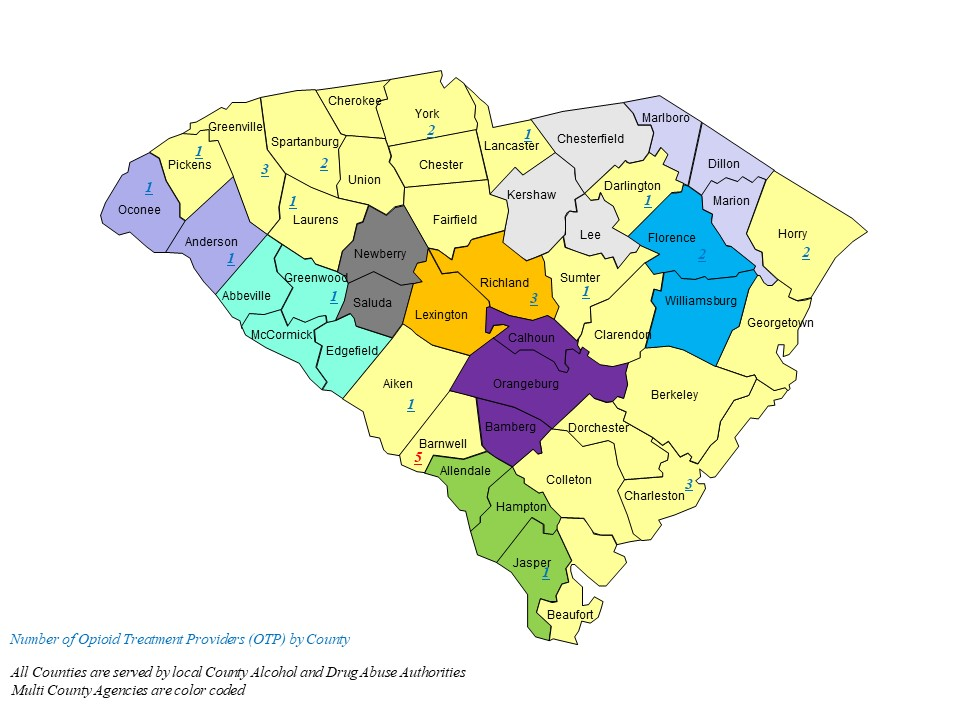 Cherokee
York
2
Marlboro
Greenville
Spartanburg
2
Lancaster
1
Chesterfield
Pickens
1
3
Union
Chester
Dillon
Oconee
1
Laurens
1
Kershaw
Darlington
1
Marion
Fairfield
Anderson
1
Newberry
Lee
Florence
2
Horry
2
Abbeville
Greenwood
1
Saluda
Richland
3
Sumter
1
Williamsburg
Lexington
McCormick
Edgefield
Calhoun
Clarendon
Georgetown
Aiken
1
Orangeburg
Berkeley
Barnwell
5
Bamberg
Dorchester
Allendale
Colleton
Charleston
3
Hampton
Jasper
1
Beaufort
Number of Opioid Treatment Providers (OTP) by County
All Counties are served by local County Alcohol and Drug Abuse Authorities
Multi County Agencies are color coded